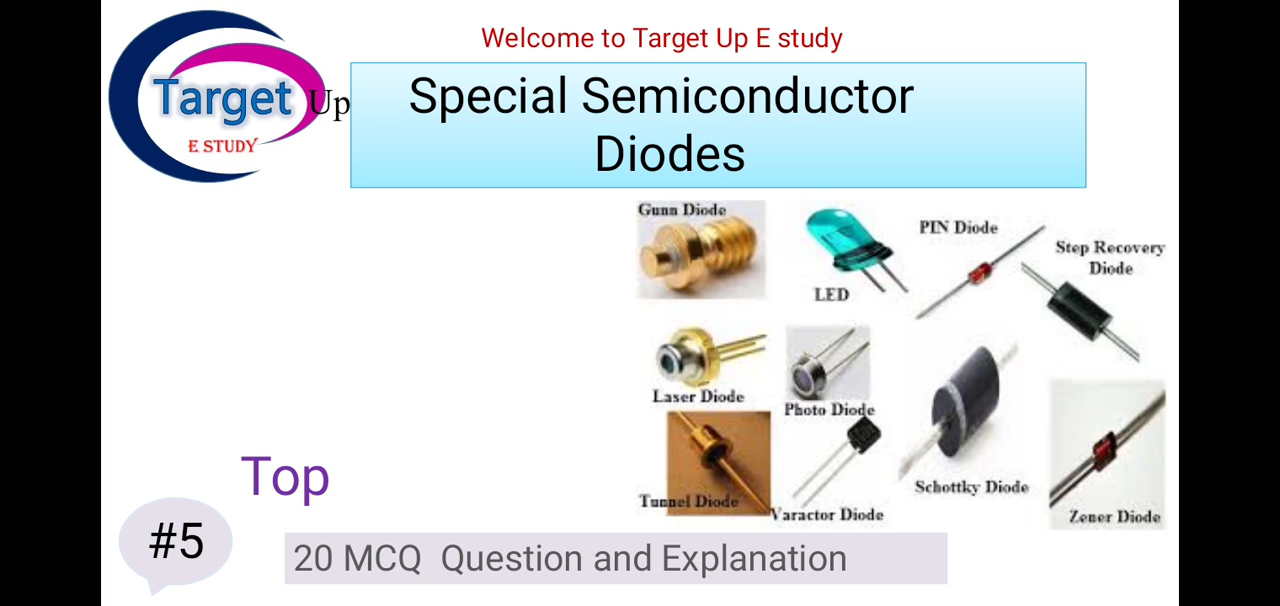 Welcome to Target Up E study
Target Up
E STUDY
Special Semiconductor
Diodes
Gunn Diode
LED
PIN Diode
Step Recovery
Diode
Laser Diode
Photo Diode
Tunnel Diode
Varactor Diode
Schottky Diode
Zener Diode
Top
#5
20 MCQ  Question and Explanation